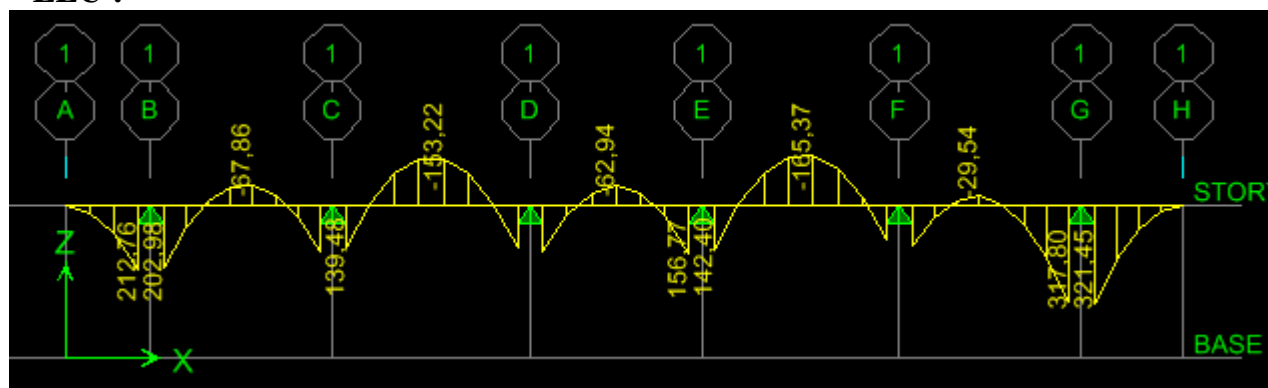 1 1 1 1 1 1 1 1
A B C D E F G H
-67,86 -153,22 -62,94 -165,37 -29,54
STORY
212,76 202,98 139,48 156,77 142,40 317,80 321,45
Z
X
BASE